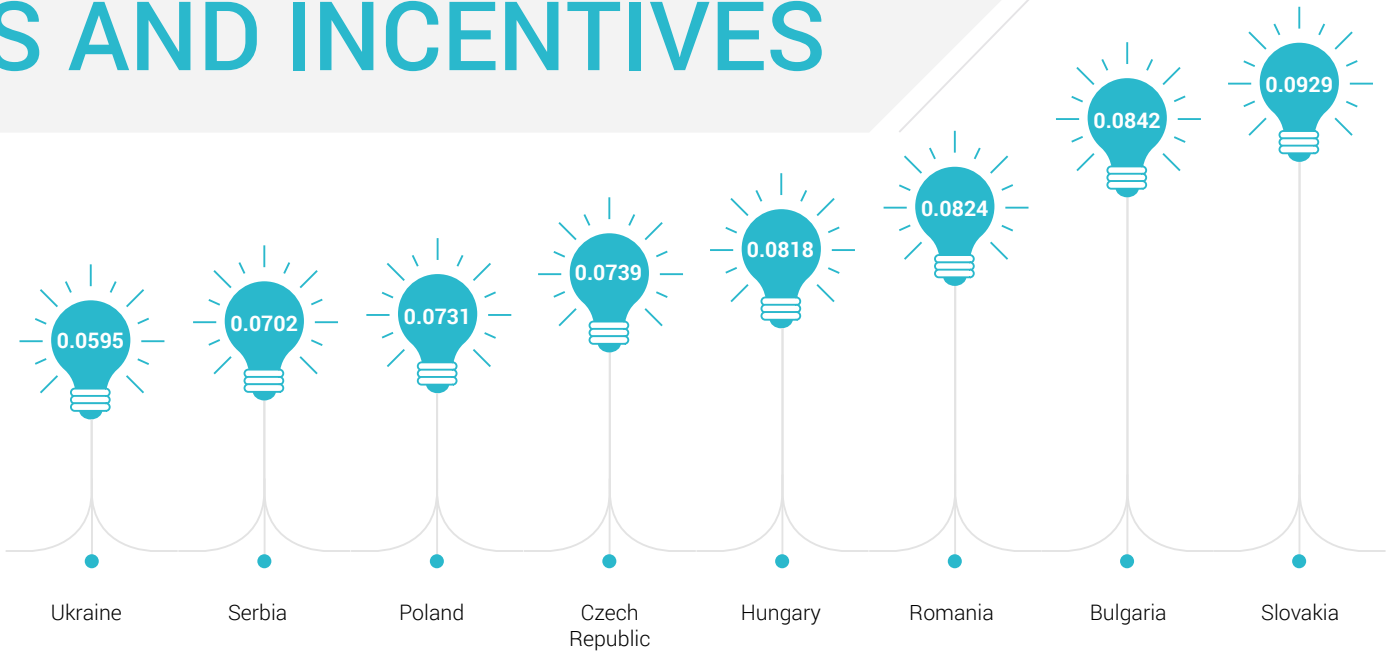 S AND INCENTIVES
0.0595
0.0702
0.0731
0.0739
0.0818
0.0824
0.0842
0.0929
Ukraine
Serbia
Poland
Czech
Republic
Hungary
Romania
Bulgaria
Slovakia